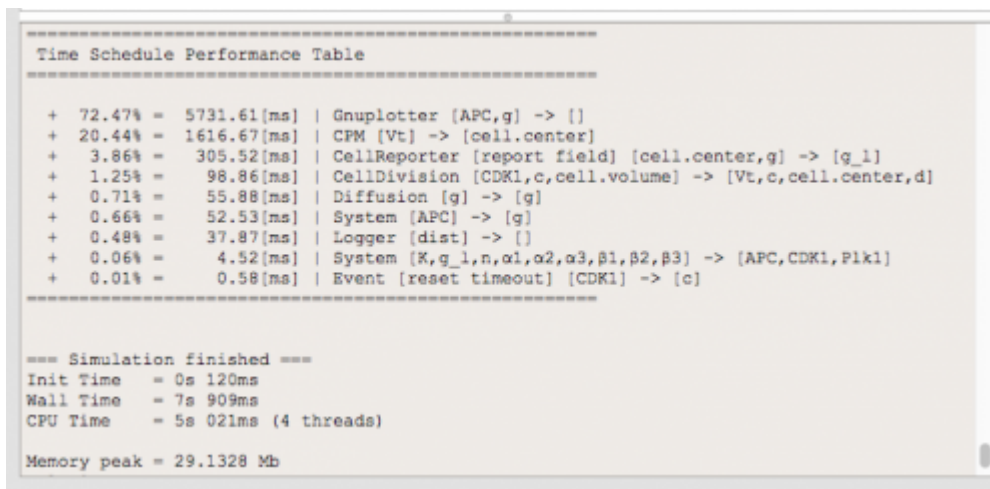 ========================================================
Time Schedule Performance Table
========================================================
+ 72.47% = 5731.61[ms] | Gnuplotter [APC,g] -> []
+ 20.44% = 1616.67[ms] | CPM [Vt] -> [cell.center]
+ 3.86% = 305.52[ms] | CellReporter [report field] [cell.center,g] -> [g_l]
+ 1.25% = 98.86[ms] | CellDivision [CDK1,c,cell.volume] -> [Vt,c,cell.center,d]
+ 0.71% = 55.88[ms] | Diffusion [g] -> [g]
+ 0.66% = 52.53[ms] | System [APC] -> [g]
+ 0.48% = 37.87[ms] | Logger [dist] -> []
+ 0.06% = 4.52[ms] | System [K,g_l,n,α1,α2,α3,β1,β2,β3] -> [APC,CDK1,Plk1]
+ 0.01% = 0.58[ms] | Event [reset timeout] [CDK1] -> [c]
========================================================
=== Simulation finished ===
Init Time = 0s 120ms
Wall Time = 7s 909ms
CPU Time = 5s 021ms (4 threads)
Memory peak = 29.1328 Mb